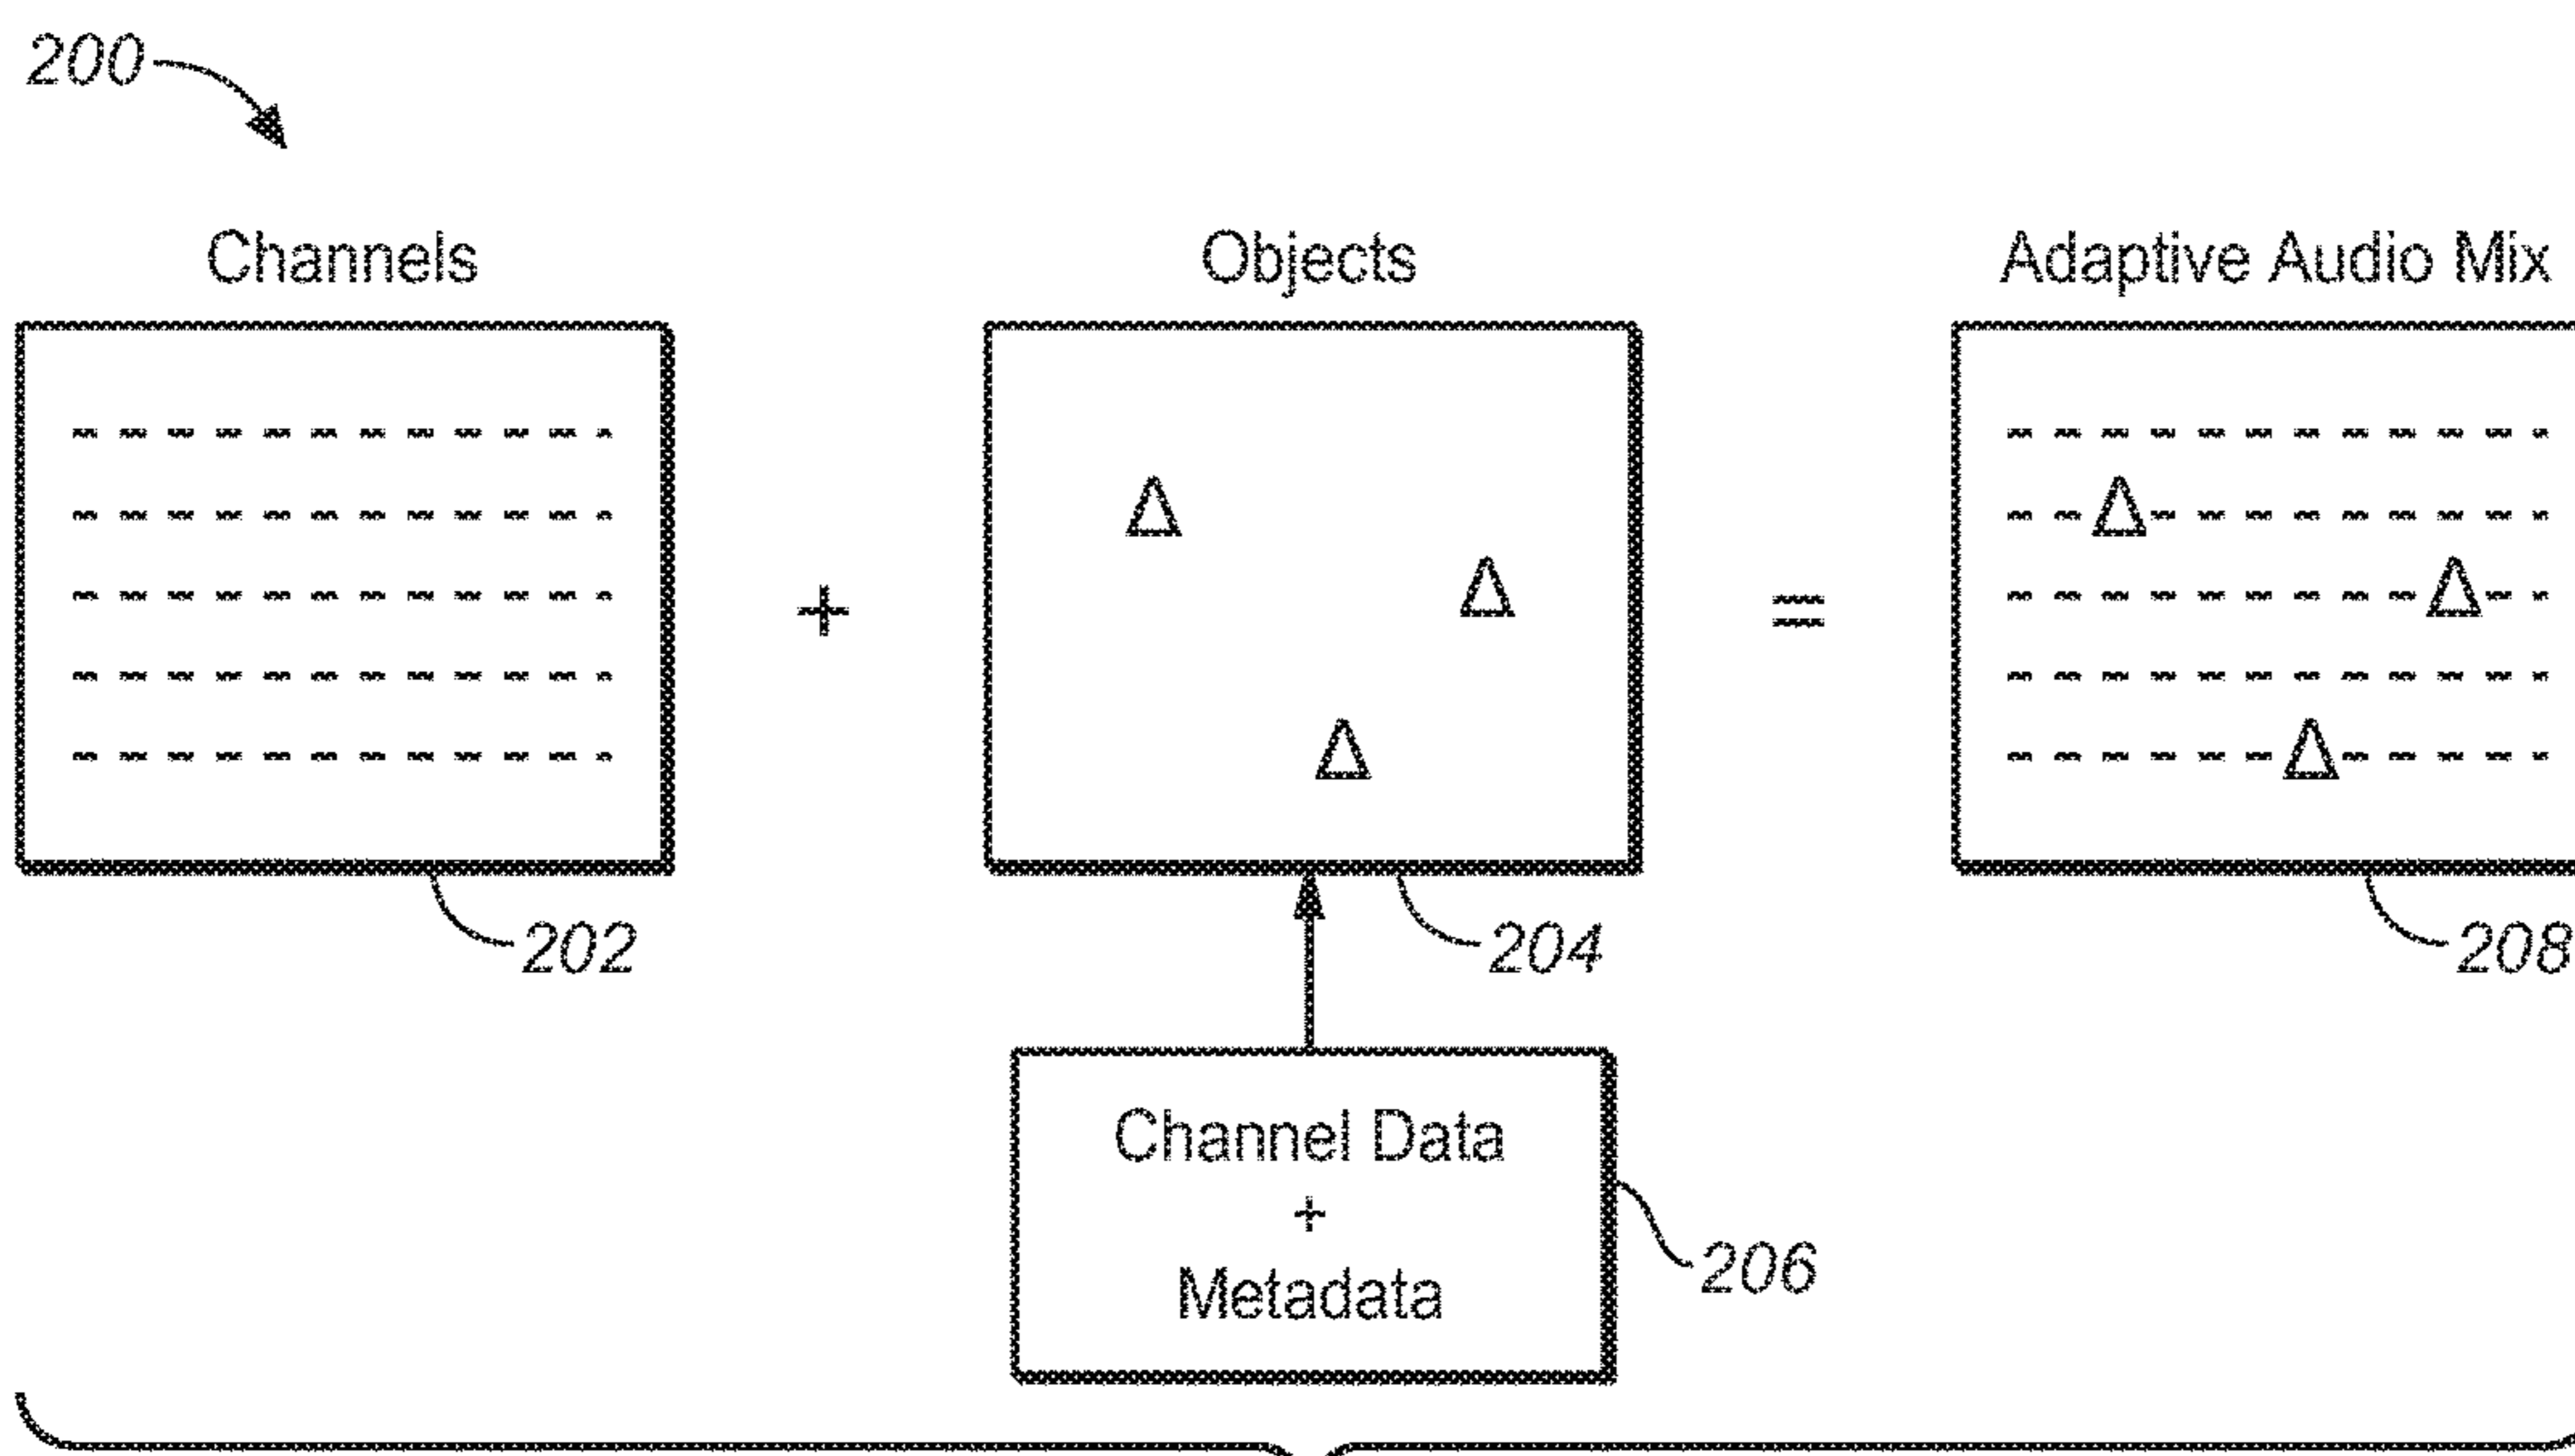 200
Channels
Objects
Adaptive Audio Mix
+
=
202
204
208
Channel Data
+
Metadata
206